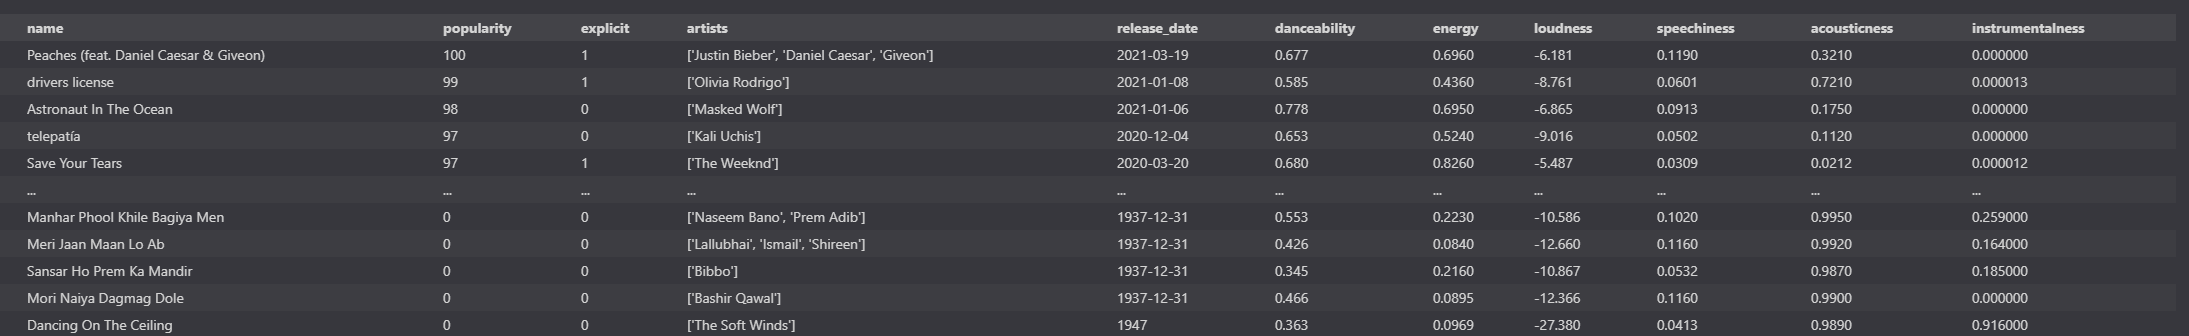 name popularity explicit artists release_date danceability energy loudness speechiness acousticness instrumentalness
Peaches (feat. Daniel Caesar & Giveon) 100 1 ['Justin Bieber', 'Daniel Caesar', 'Giveon'] 2021-03-19 0.677 0.6960 -6.181 0.1190 0.3210 0.000000
drivers license 99 1 ['Olivia Rodrigo'] 2021-01-08 0.585 0.4360 -8.761 0.0601 0.7210 0.000013
Astronaut In The Ocean 98 0 ['Masked Wolf'] 2021-01-06 0.778 0.6950 -6.865 0.0913 0.1750 0.000000
telepatía 97 0 ['Kali Uchis'] 2020-12-04 0.653 0.5240 -9.016 0.0502 0.1120 0.000000
Save Your Tears 97 1 ['The Weeknd'] 2020-03-20 0.680 0.8260 -5.487 0.0309 0.0212 0.000012
... ... ... ... ... ... ... ... ... ... ...
Manhar Phool Khile Bagiya Men 0 0 ['Naseem Bano', 'Prem Adib'] 1937-12-31 0.553 0.2230 -10.586 0.1020 0.9950 0.259000
Meri Jaan Maan Lo Ab 0 0 ['Lallubhai', 'Ismail', 'Shireen'] 1937-12-31 0.426 0.0840 -12.660 0.1160 0.9920 0.164000
Sansar Ho Prem Ka Mandir 0 0 ['Bibbo'] 1937-12-31 0.345 0.2160 -10.867 0.0532 0.9870 0.185000
Mori Naiya Dagmag Dole 0 0 ['Bashir Qawal'] 1937-12-31 0.466 0.0895 -12.366 0.1160 0.9900 0.000000
Dancing On The Ceiling 0 0 ['The Soft Winds'] 1947 0.363 0.0969 -27.380 0.0413 0.9890 0.916000